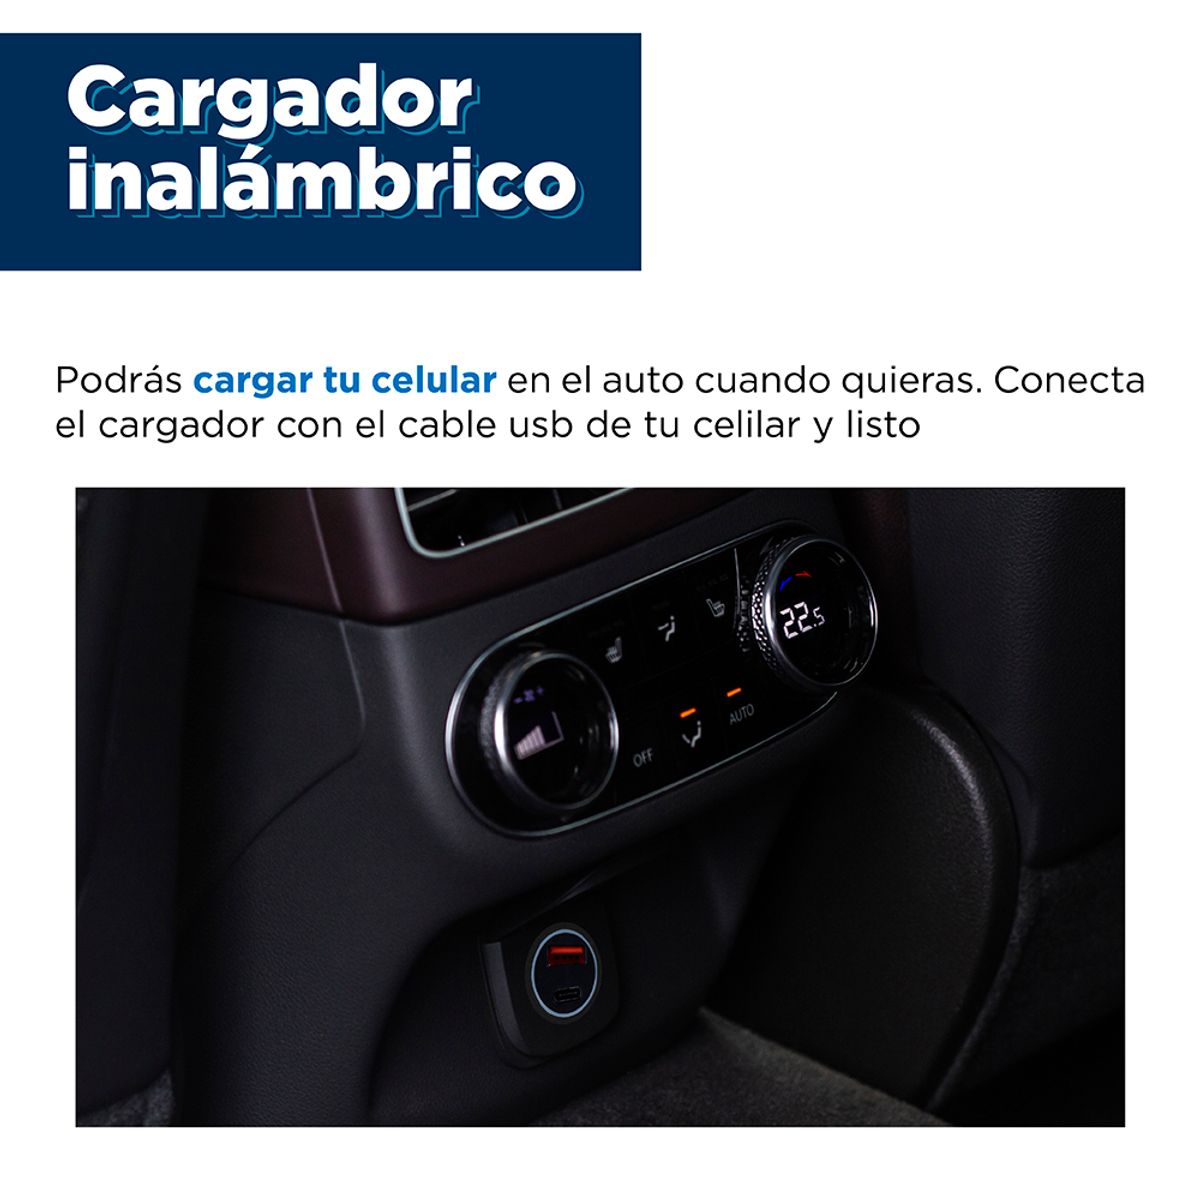 Cargador
inalámbrico
Podrás cargar tu celular en el auto cuando quieras. Conecta
el cargador con el cable usb de tu celilar y listo
22.5
OFF
AUTO